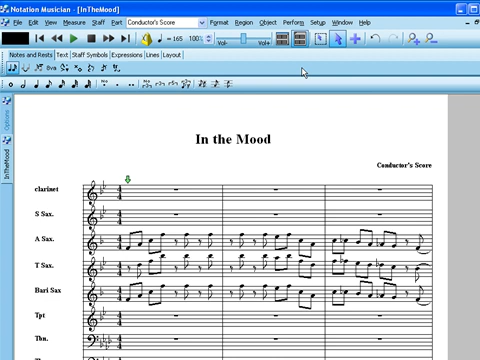 Notation Musician - [InTheMood]
File Edit View Measure Staff Part Conductor's Score Format Region Object Perform Setup Window Help
= 165 100%
Vol-
Notes and Rests Text Staff Symbols Expressions Lines Layout
8va
Options
InTheMood
In the Mood
Conductor's Score
clarinet
S Sax.
A Sax.
T Sax.
Bari Sax
Tpt
Tbn.